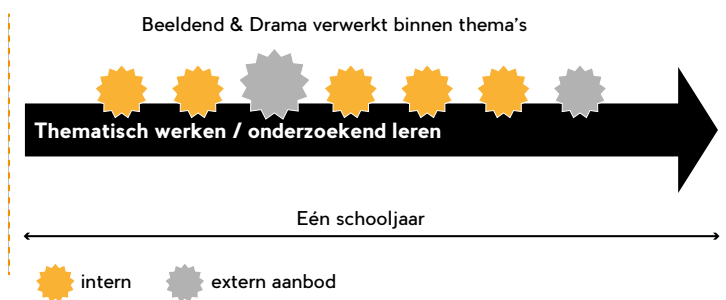 Beeldend & Drama verwerkt binnen thema's
Thematisch werken / onderzoekend leren
Eén schooljaar
intern
extern aanbod